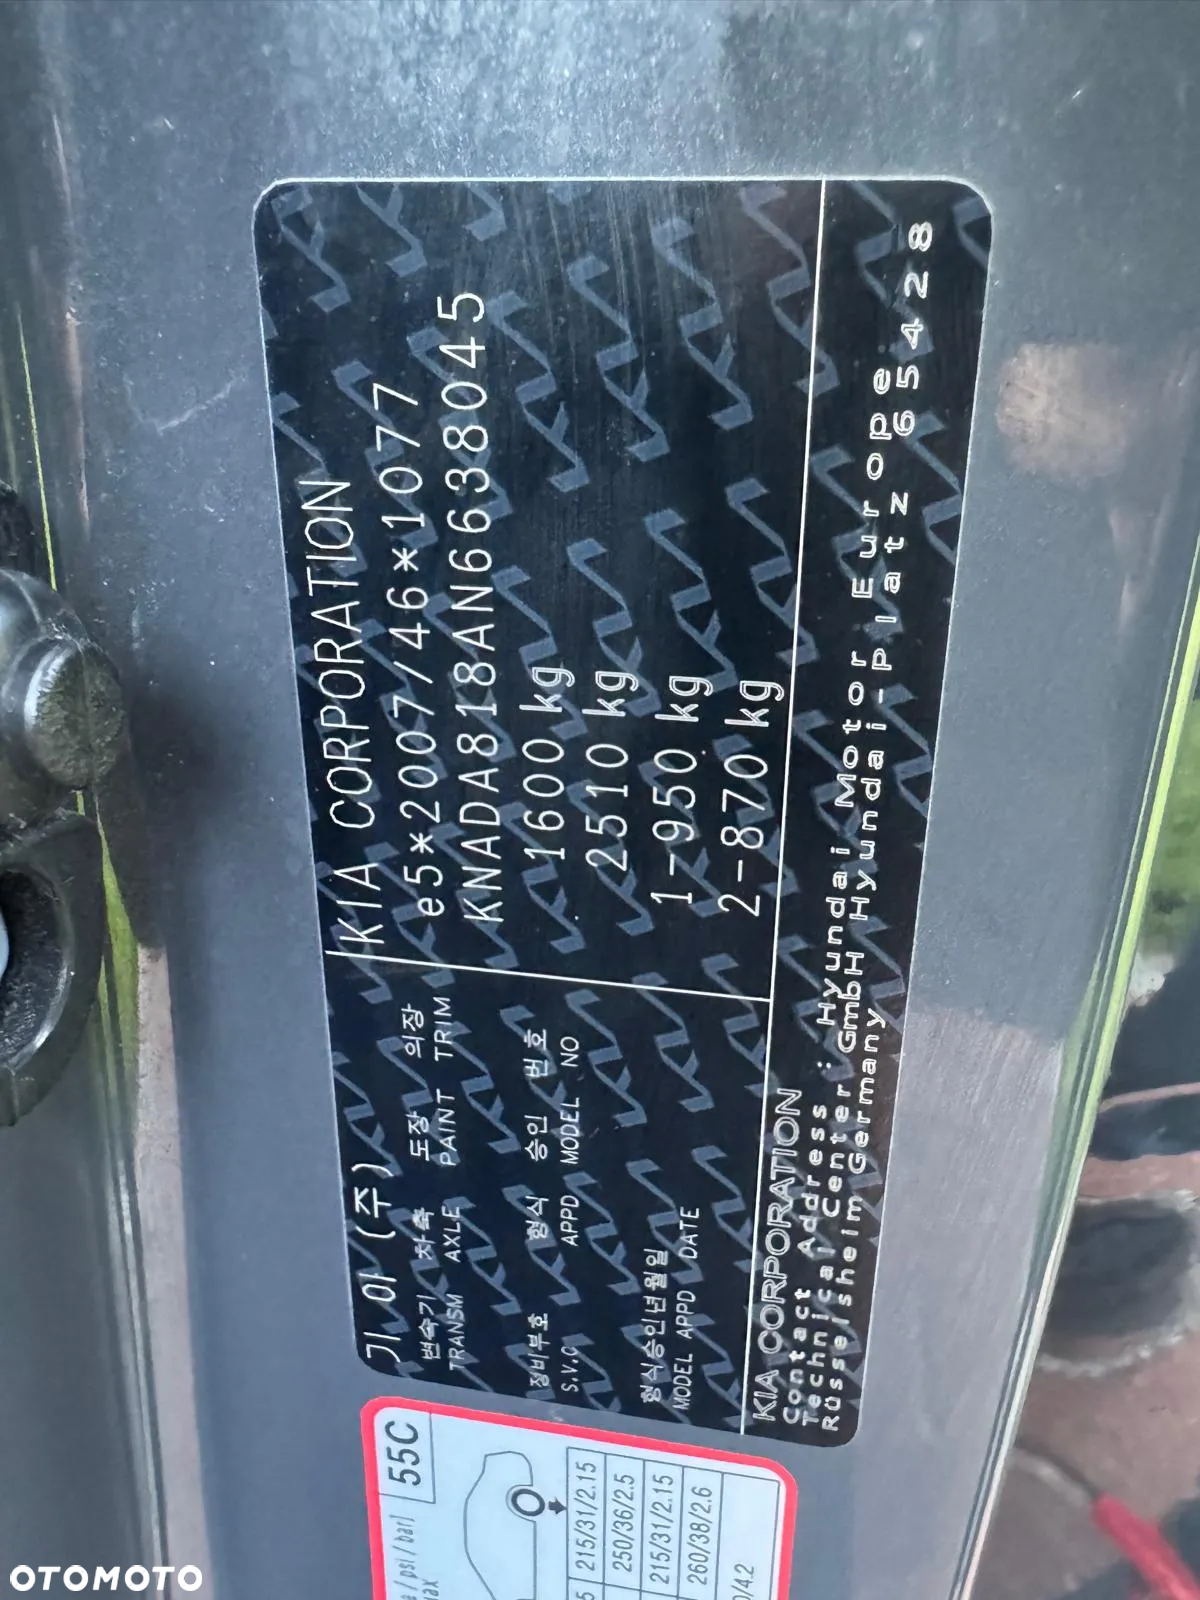 기아 (주)
KIA CORPORATION
변속기 차축 도장 의장
TRANSM AXLE PAINT TRIM
e5*2007/46*1077
KNADA818AN6638045
장비부호 형식 승인 번호
S.V.C APPD MODEL NO
1600 kg
2510 kg
형식승인년월일
MODEL APPD DATE
1-950 kg
2-870 kg
KIA CORPORATION
Contact Address : Hyundai Motor Europe
Technical Center GmbH Hyundai-platz 65428
Rüsselsheim Germany
55C
/ psi / bar)
215/31/2.15
250/36/2.5
215/31/2.15
260/38/2.6
OTOMOTO